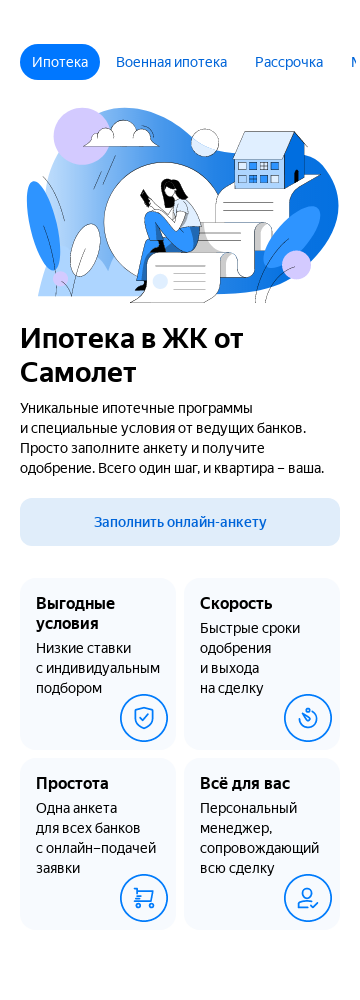 Ипотека
Военная ипотека
Рассрочка
Ипотека в ЖК от
Самолет
Уникальные ипотечные программы
и специальные условия от ведущих банков.
Просто заполните анкету и получите
одобрение. Всего один шаг, и квартира – ваша.
Заполнить онлайн-анкету
Выгодные
условия
Низкие ставки
с индивидуальным
подбором
Скорость
Быстрые сроки
одобрения
и выхода
на сделку
Простота
Одна анкета
для всех банков
с онлайн–подачей
заявки
Всё для вас
Персональный
менеджер,
сопровождающий
всю сделку